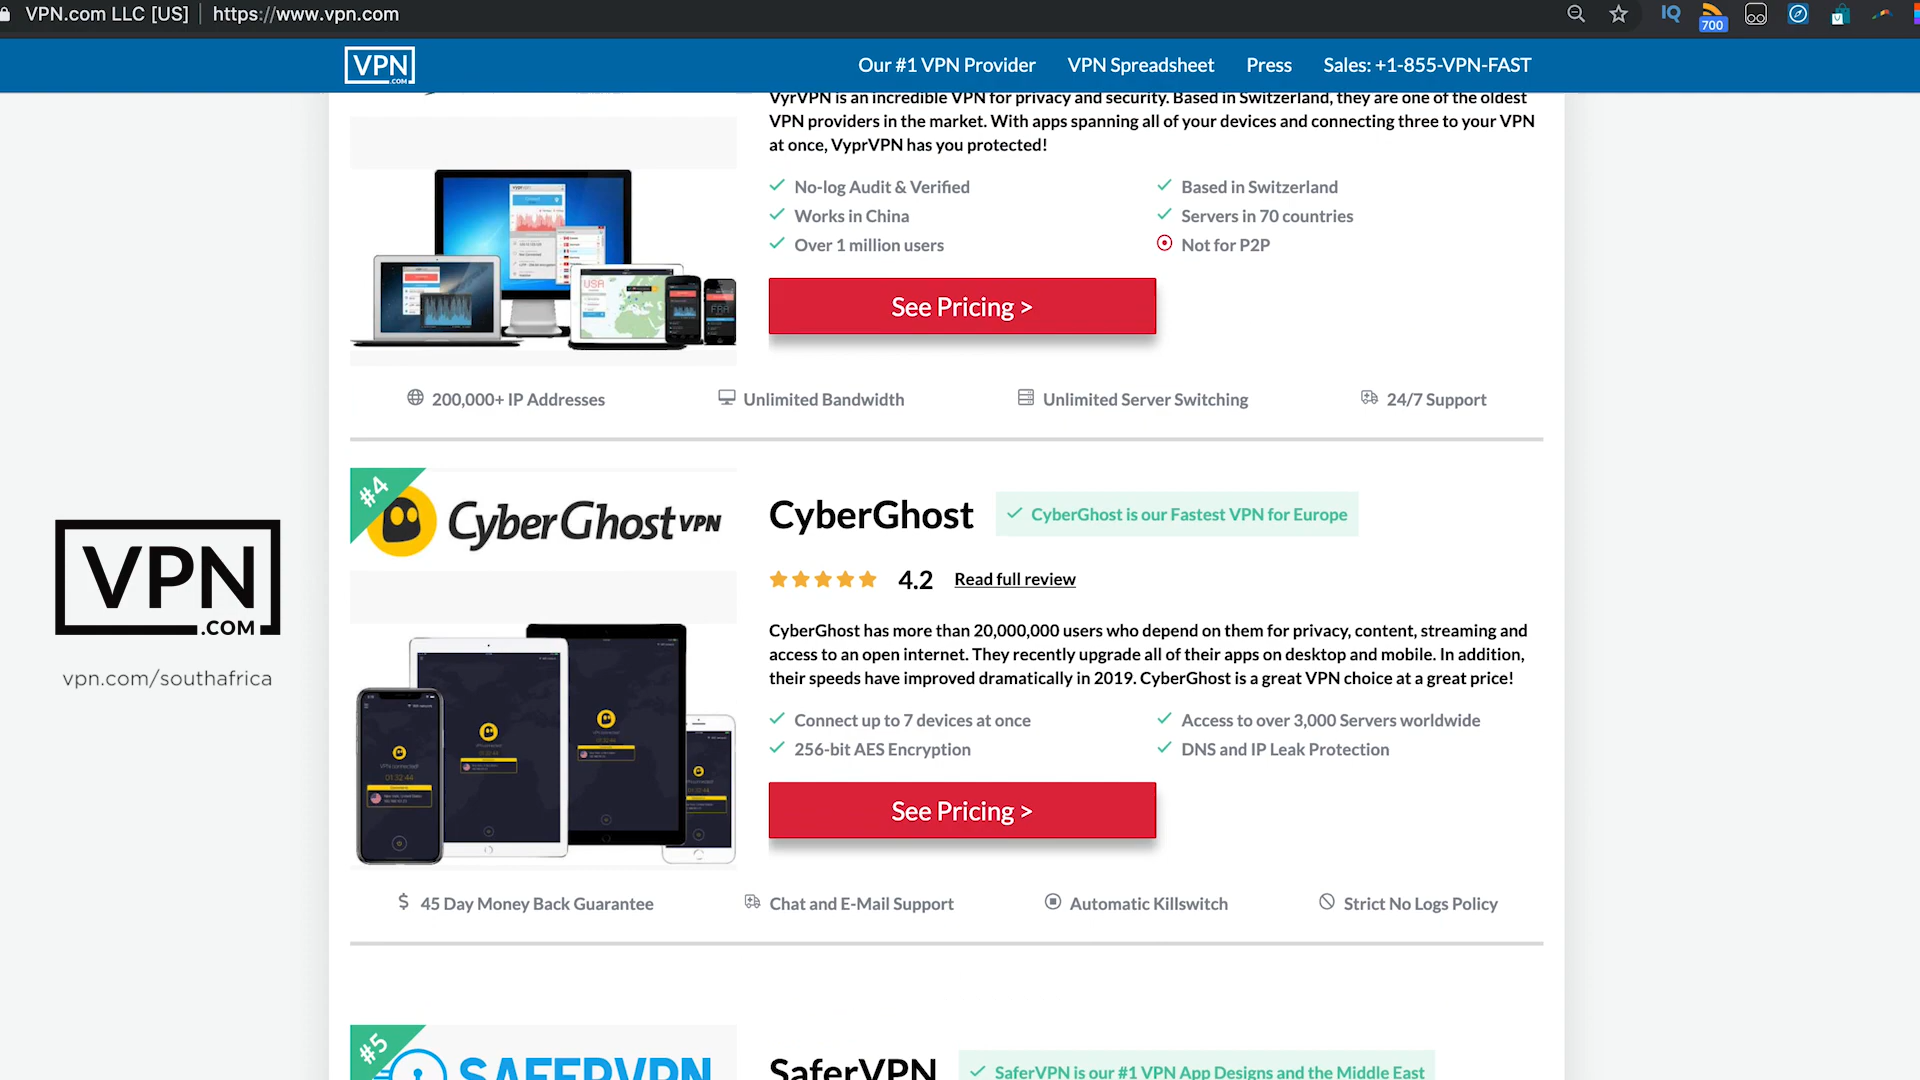 VPN.com LLC [US] | https://www.vpn.com
700
VPN .COM
Our #1 VPN Provider
VPN Spreadsheet
Press
Sales: +1-855-VPN-FAST
VyrVPN is an incredible VPN for privacy and security. Based in Switzerland, they are one of the oldest
VPN providers in the market. With apps spanning all of your devices and connecting three to your VPN
at once, VyprVPN has you protected!
No-log Audit & Verified
Based in Switzerland
Works in China
Servers in 70 countries
Over 1 million users
Not for P2P
See Pricing >
200,000+ IP Addresses
Unlimited Bandwidth
Unlimited Server Switching
24/7 Support
#4
CyberGhost VPN
CyberGhost
CyberGhost is our Fastest VPN for Europe
4.2
Read full review
CyberGhost has more than 20,000,000 users who depend on them for privacy, content, streaming and
access to an open internet. They recently upgrade all of their apps on desktop and mobile. In addition,
their speeds have improved dramatically in 2019. CyberGhost is a great VPN choice at a great price!
Connect up to 7 devices at once
Access to over 3,000 Servers worldwide
256-bit AES Encryption
DNS and IP Leak Protection
See Pricing >
45 Day Money Back Guarantee
Chat and E-Mail Support
Automatic Killswitch
Strict No Logs Policy
VPN
.COM
vpn.com/southafrica
#5
SAFERVPN
SaferVPN
SaferVPN is our #1 VPN App Designs and the Middle East